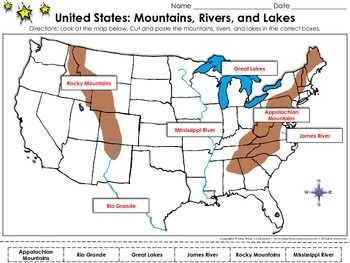 Name Date
United States: Mountains, Rivers, and Lakes
Directions: Look at the map below. Cut and paste the mountains, rivers, and lakes in the correct boxes.
Great Lakes
Rocky Mountains
Appalachian
Mountains
Mississippi River
James River
Rio Grande
Appalachian
Mountains
Rio Grande
Great Lakes
James River
Rocky Mountains
Mississippi River